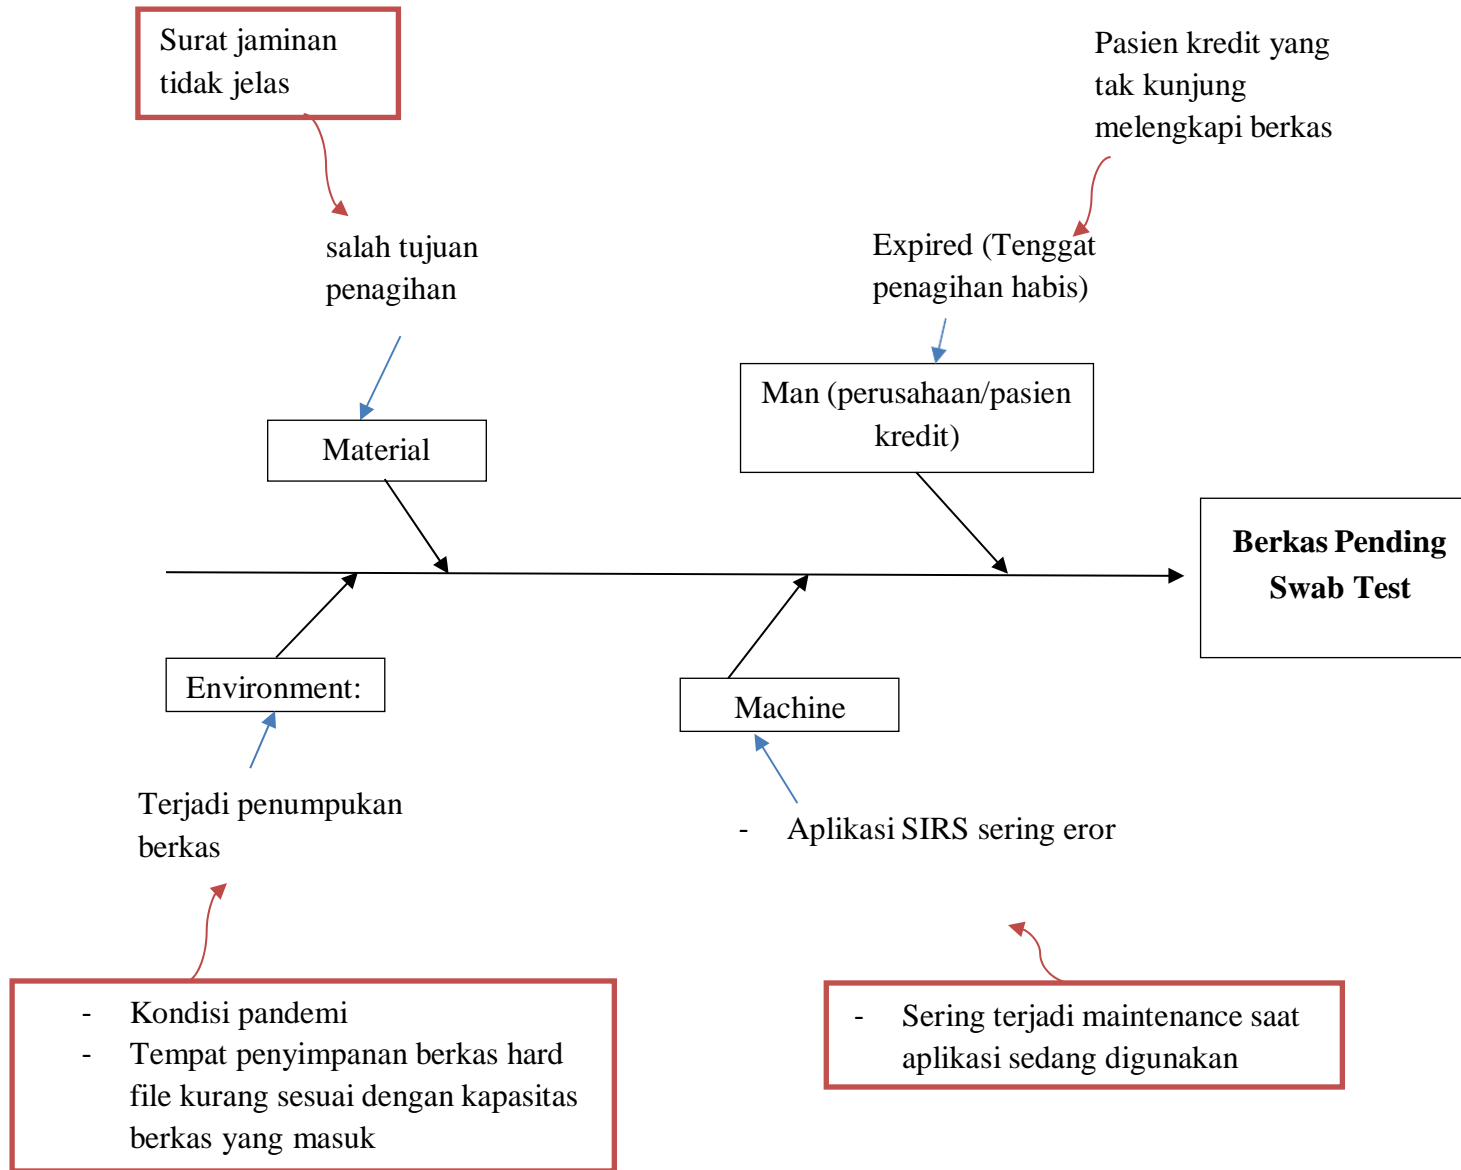 Surat jaminan
tidak jelas
Pasien kredit yang
tak kunjung
melengkapi berkas
salah tujuan
penagihan
Expired (Tenggat
penagihan habis)
Material
Man (perusahaan/pasien
kredit)
Berkas Pending
Swab Test
Environment:
Machine
Terjadi penumpukan
berkas
- Aplikasi SIRS sering eror
- Kondisi pandemi
- Tempat penyimpanan berkas hard
file kurang sesuai dengan kapasitas
berkas yang masuk
- Sering terjadi maintenance saat
aplikasi sedang digunakan